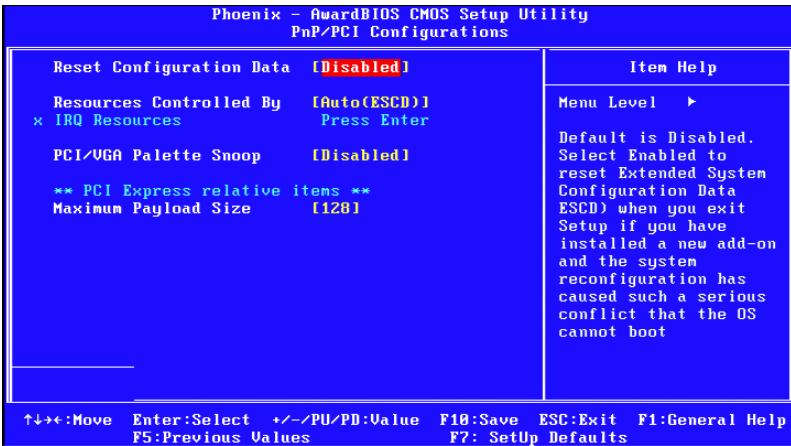 Phoenix - AwardBIOS CMOS Setup Utility
PnP/PCI Configurations
Reset Configuration Data [Disabled]
Resources Controlled By [Auto(ESCD)]
x IRQ Resources Press Enter
PCI/VGA Palette Snoop [Disabled]
** PCI Express relative items **
Maximum Payload Size [128]
Item Help
Menu Level ►
Default is Disabled.
Select Enabled to
reset Extended System
Configuration Data
ESCD) when you exit
Setup if you have
installed a new add-on
and the system
reconfiguration has
caused such a serious
conflict that the OS
cannot boot
↑↓→←:Move Enter:Select +/-/PU/PD:Value F10:Save ESC:Exit F1:General Help
F5:Previous Values F7: SetUp Defaults